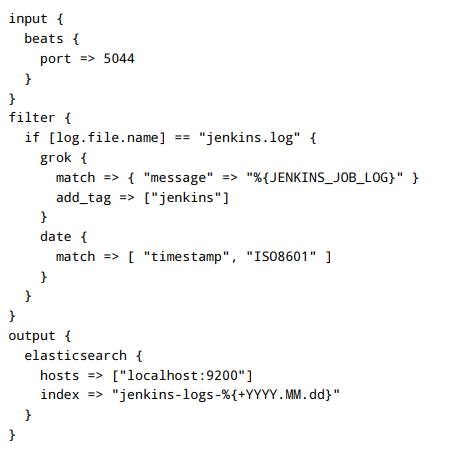 input {
  beats {
    port => 5044
  }
}
filter {
  if [log.file.name] == "jenkins.log" {
    grok {
      match => { "message" => "%{JENKINS_JOB_LOG}" }
      add_tag => ["jenkins"]
    }
    date {
      match => [ "timestamp", "ISO8601" ]
    }
  }
}
output {
  elasticsearch {
    hosts => ["localhost:9200"]
    index => "jenkins-logs-%{+YYYY.MM.dd}"
  }
}